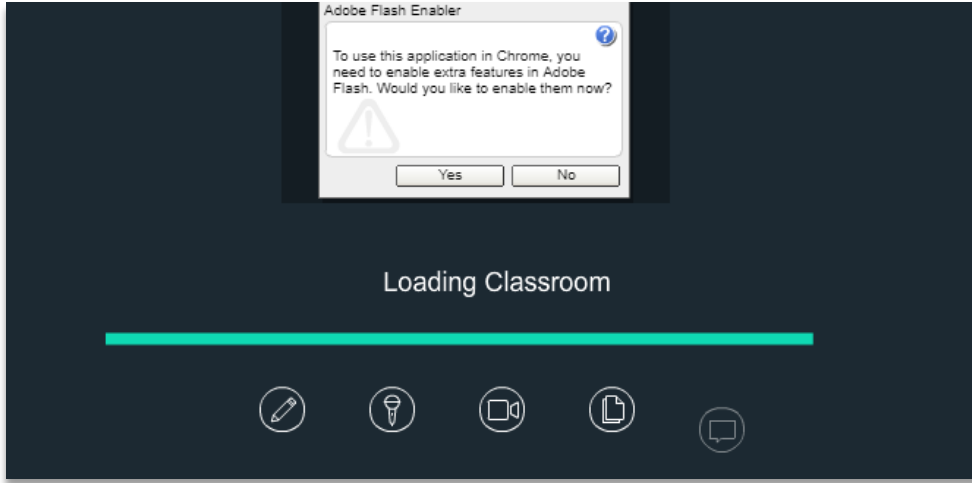 Adobe Flash Enabler
To use this application in Chrome, you
need to enable extra features in Adobe
Flash. Would you like to enable them now?
Yes
No
Loading Classroom